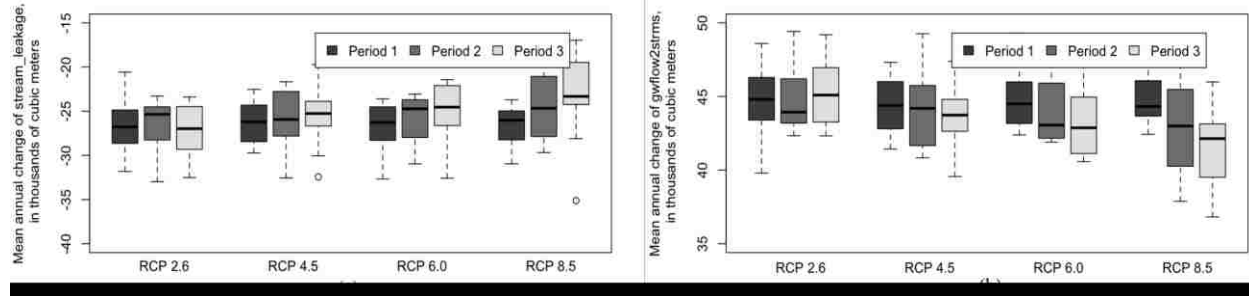 Mean annual change of stream_leakage,
in thousands of cubic meters
-15
-20
-25
-30
-35
-40
Period 1 Period 2 Period 3
RCP 2.6 RCP 4.5 RCP 6.0 RCP 8.5
Mean annual change of gwflow2strms,
in thousands of cubic meters
50
45
40
35
Period 1 Period 2 Period 3
RCP 2.6 RCP 4.5 RCP 6.0 RCP 8.5